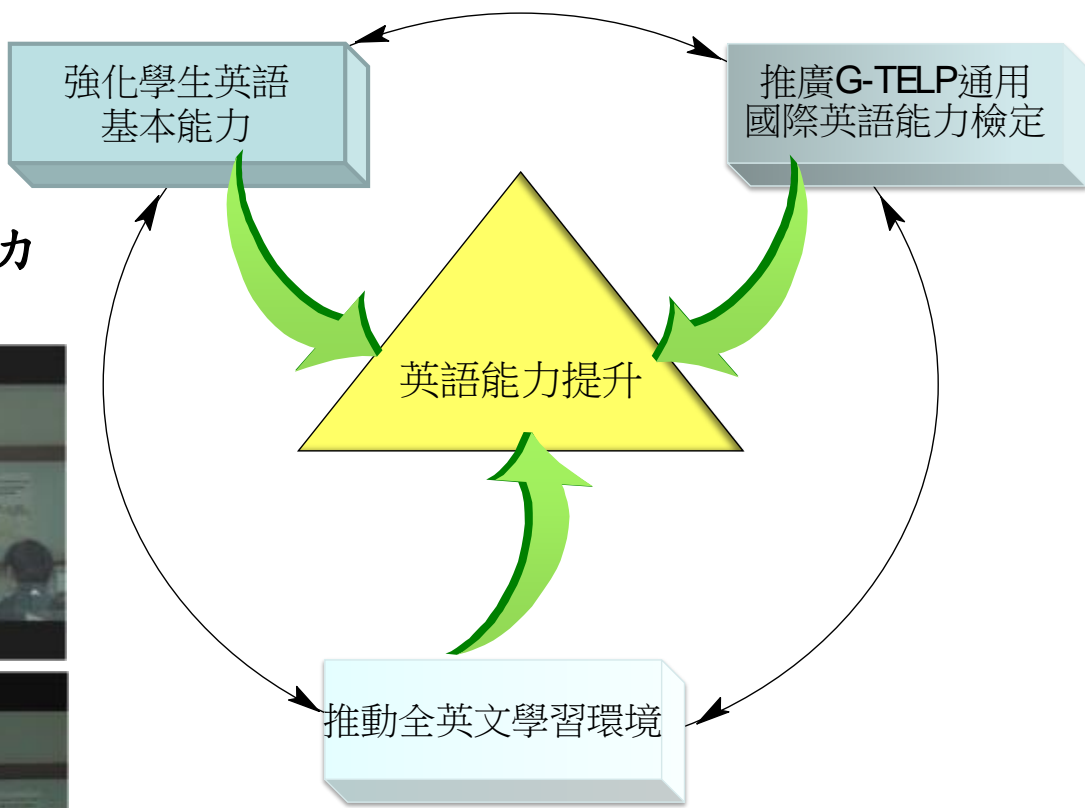 強化學生英語
基本能力
推廣G-TELP通用
國際英語能力檢定
力
英語能力提升
推動全英文學習環境